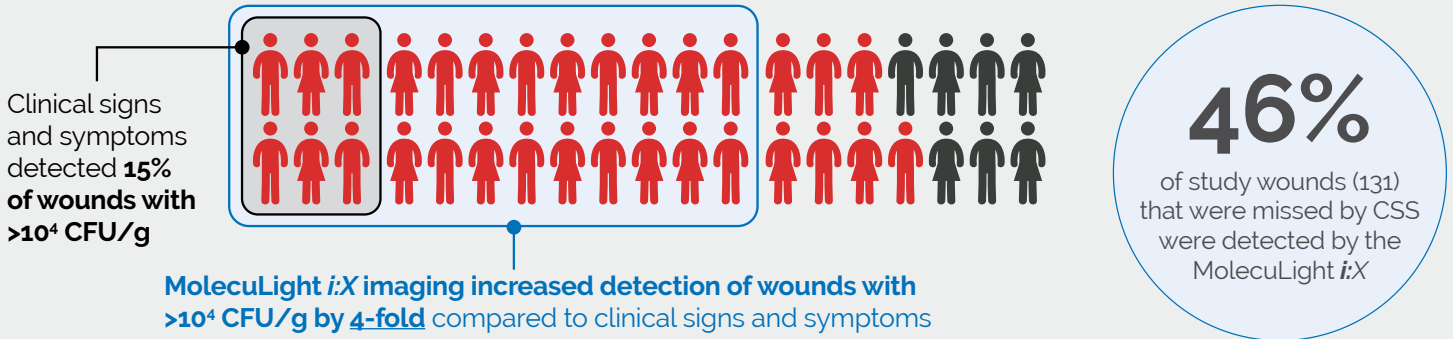 Clinical signs
and symptoms
detected 15%
of wounds with
>10⁴ CFU/g
MolecuLight i:X imaging increased detection of wounds with
>10⁴ CFU/g by 4-fold compared to clinical signs and symptoms
46%
of study wounds (131)
that were missed by CSS
were detected by the
MolecuLight i:X